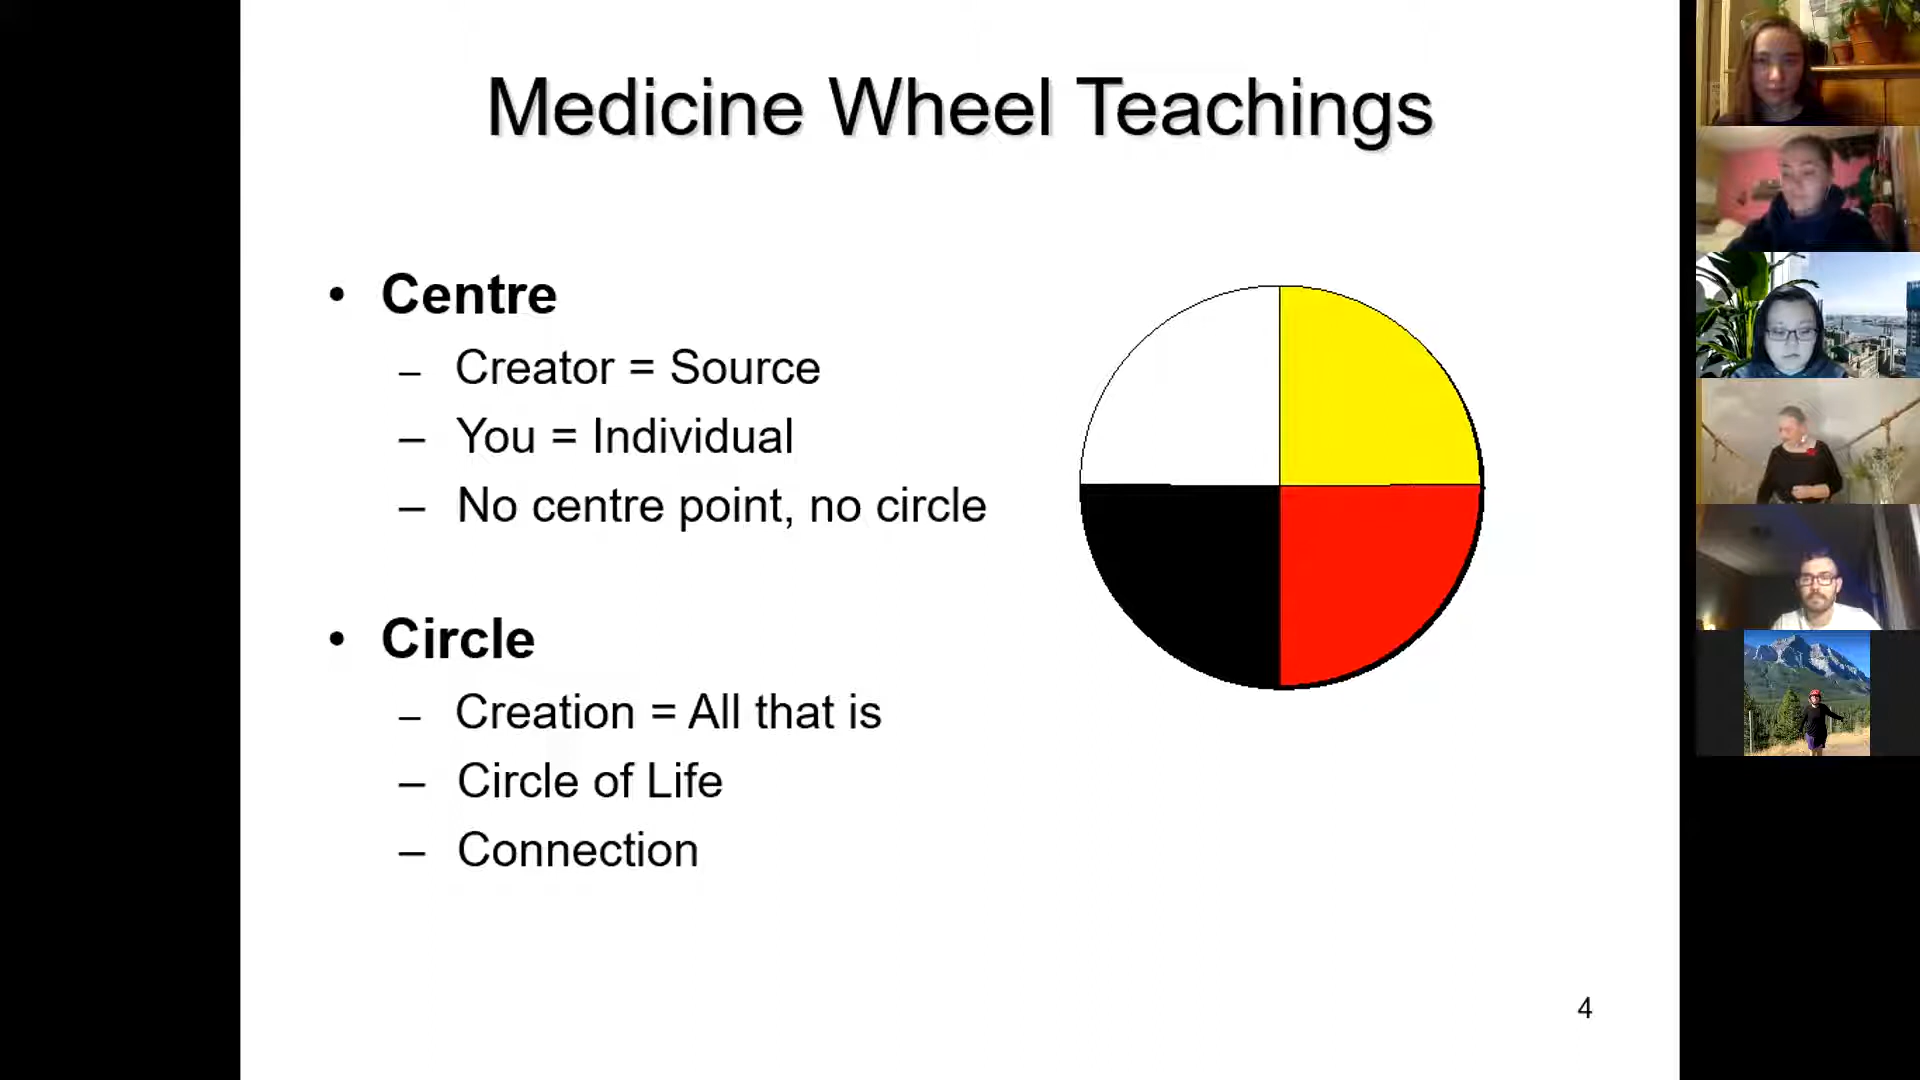 Medicine Wheel Teachings
• Centre
– Creator = Source
– You = Individual
– No centre point, no circle
• Circle
– Creation = All that is
– Circle of Life
– Connection
4